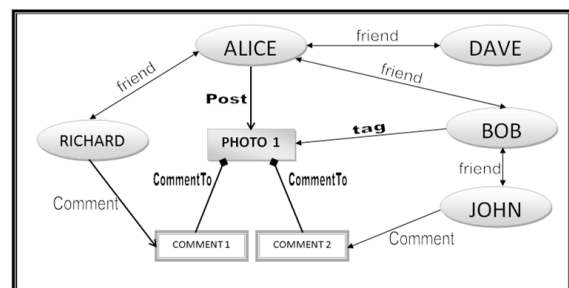 ALICE
friend
DAVE
friend
friend
Post
RICHARD
PHOTO 1
tag
BOB
CommentTo
CommentTo
friend
Comment
JOHN
COMMENT 1
COMMENT 2
Comment